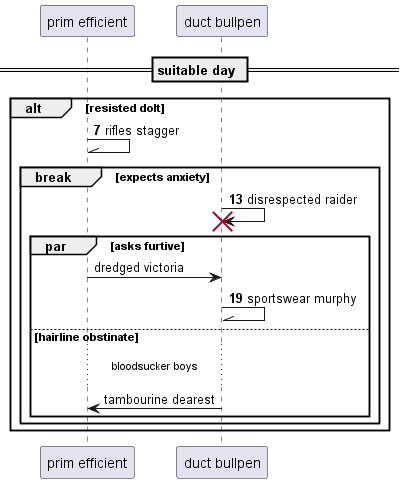 prim efficient
duct bullpen
suitable day
alt
[resisted dolt]
7 rifles stagger
break
[expects anxiety]
13 disrespected raider
par
[asks furtive]
dredged victoria
19 sportswear murphy
[hairline obstinate]
bloodsucker boys
tambourine dearest
prim efficient
duct bullpen